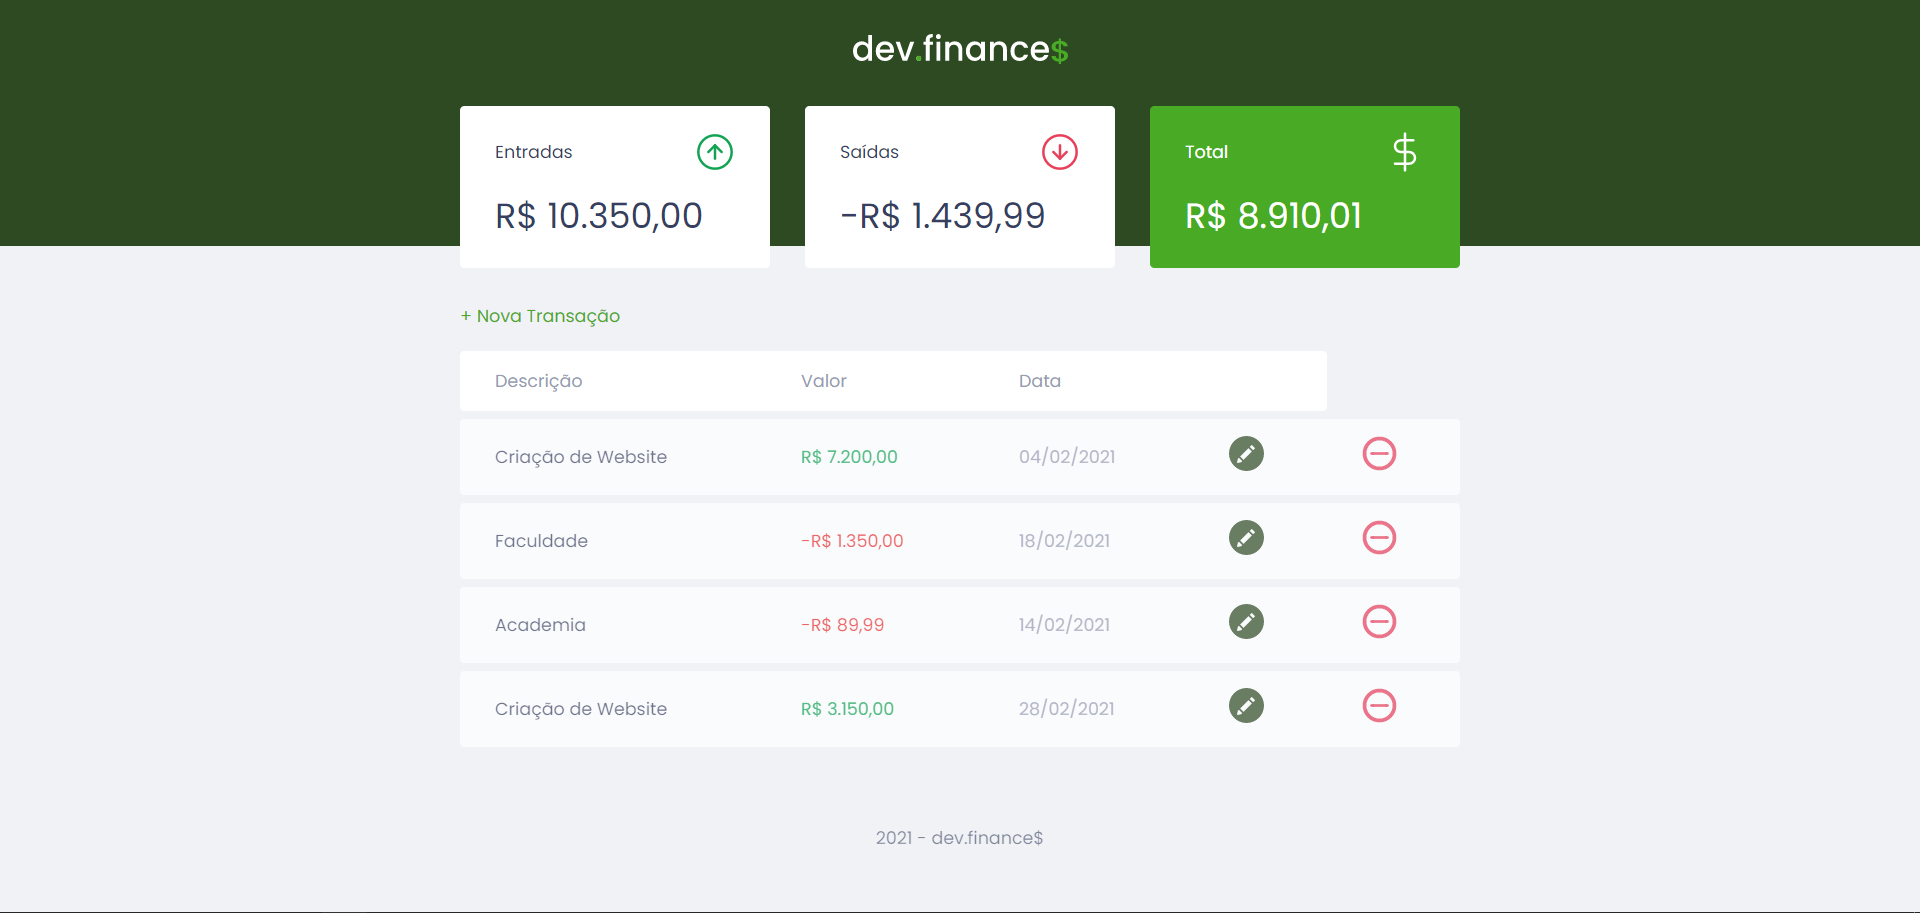 dev.finance$
Entradas
R$ 10.350,00
Saídas
-R$ 1.439,99
Total
$
R$ 8.910,01
+ Nova Transação
Descrição Valor Data
Criação de Website R$ 7.200,00 04/02/2021
Faculdade -R$ 1.350,00 18/02/2021
Academia -R$ 89,99 14/02/2021
Criação de Website R$ 3.150,00 28/02/2021
2021 - dev.finance$